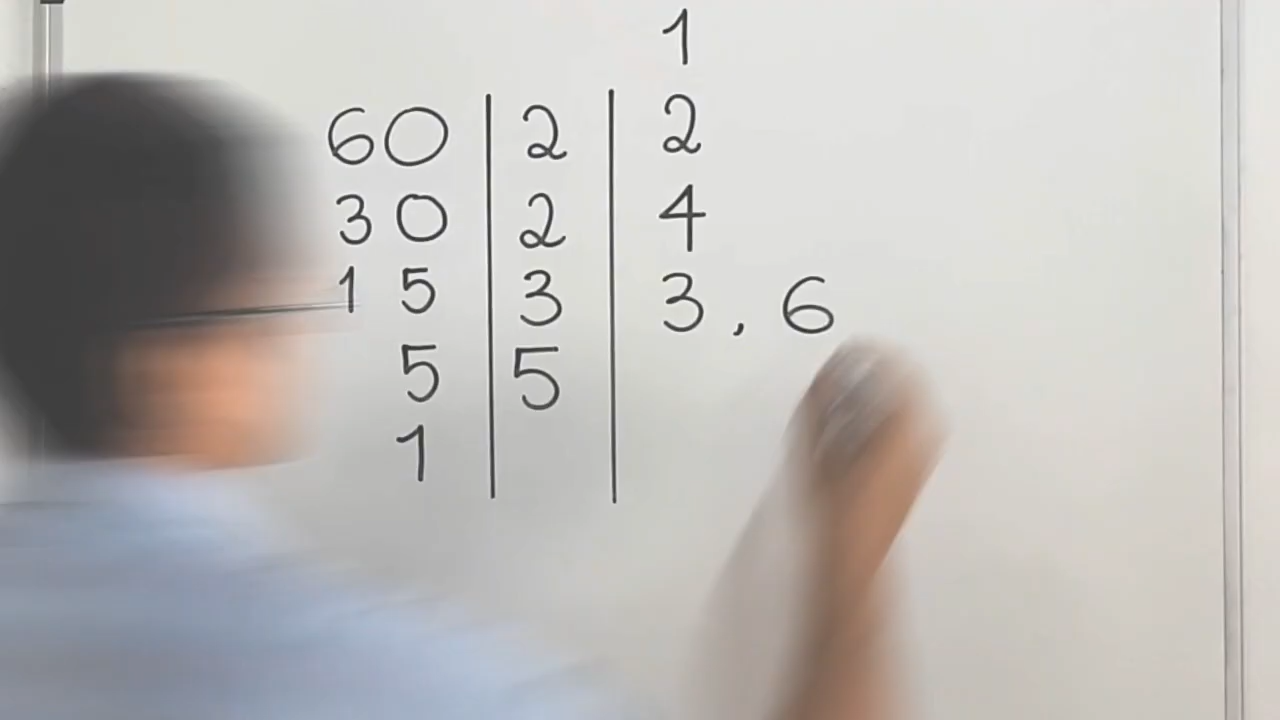 1
60 | 2 | 2
30 | 2 | 4
15 | 3 | 3, 6
5 | 5 |
1 | |